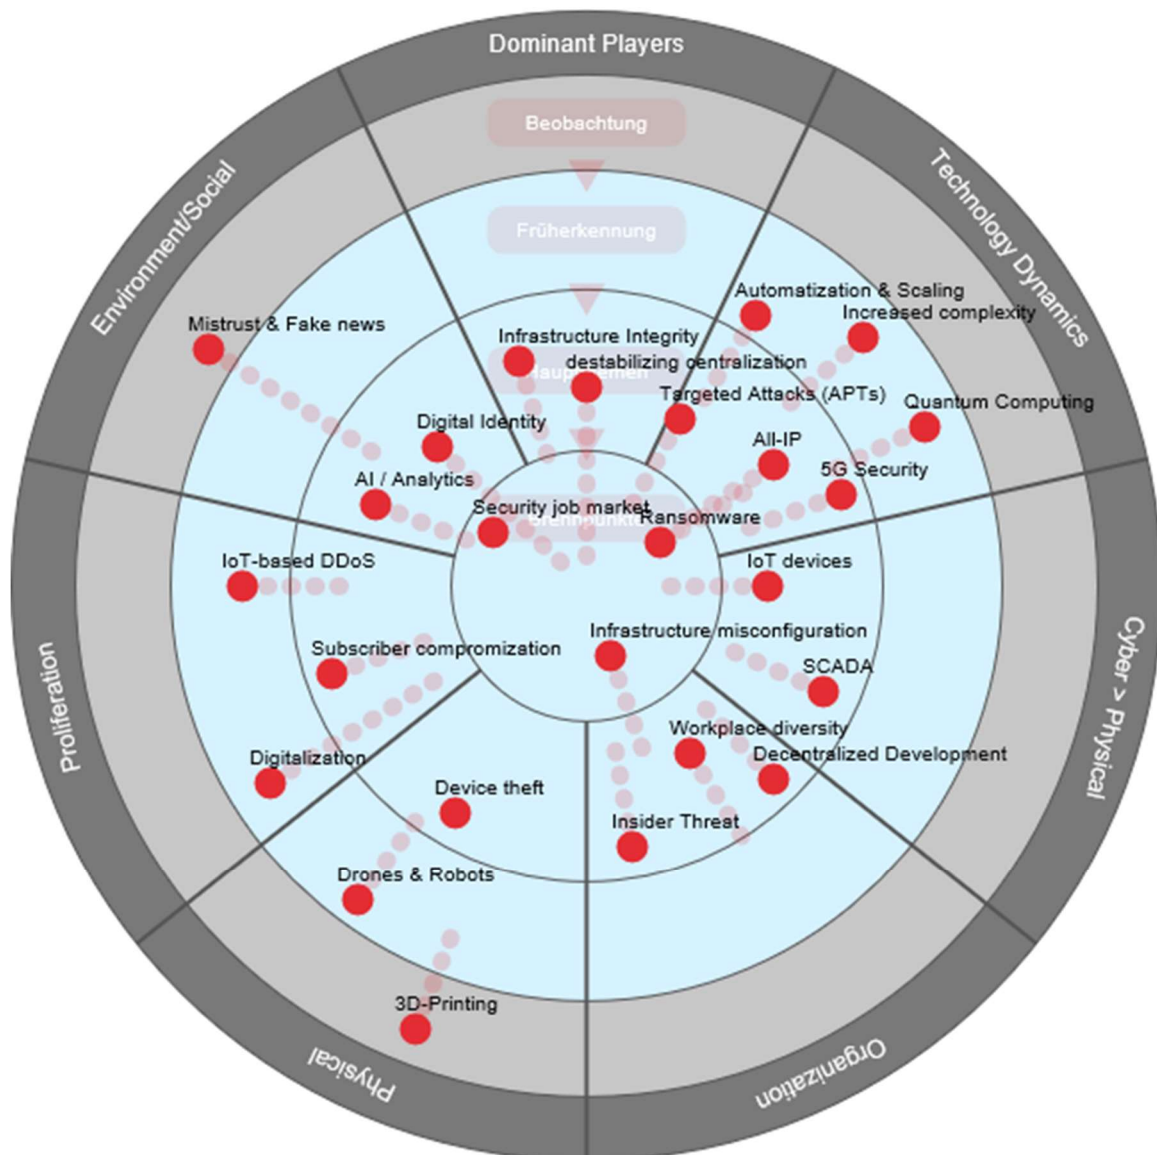 Dominant Players
Beobachtung
Technology Dynamics
Environment/Social
Früherkennung
Automatization & Scaling
Increased complexity
Mistrust & Fake news
Infrastructure Integrity
destabilizing centralization
Targeted Attacks (APTs)
Quantum Computing
Digital Identity
All-IP
5G Security
AI / Analytics
Security job market
Ransomware
Brennpunkte
IoT-based DDoS
IoT devices
Infrastructure misconfiguration
Subscriber compromization
SCADA
Proliferation
Cyber > Physical
Workplace diversity
Decentralized Development
Digitalization
Device theft
Insider Threat
Drones & Robots
3D-Printing
Physical
Organization